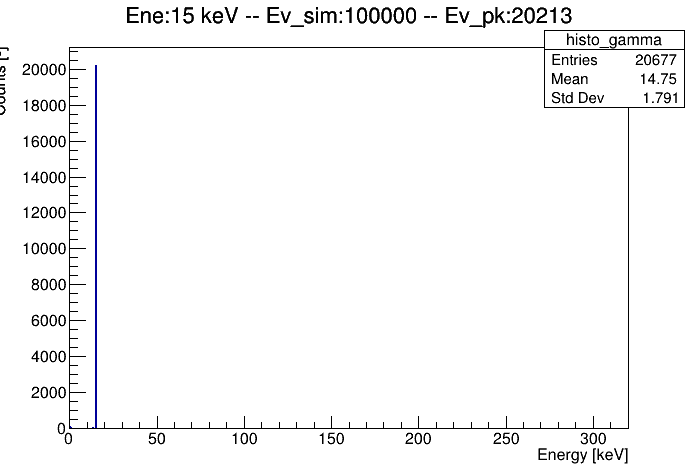 Ene:15 keV -- Ev_sim:100000 -- Ev_pk:20213
histo_gamma
Entries 20677
Mean 14.75
Std Dev 1.791
Counts [-]
20000
18000
16000
14000
12000
10000
8000
6000
4000
2000
0
0 50 100 150 200 250 300
Energy [keV]